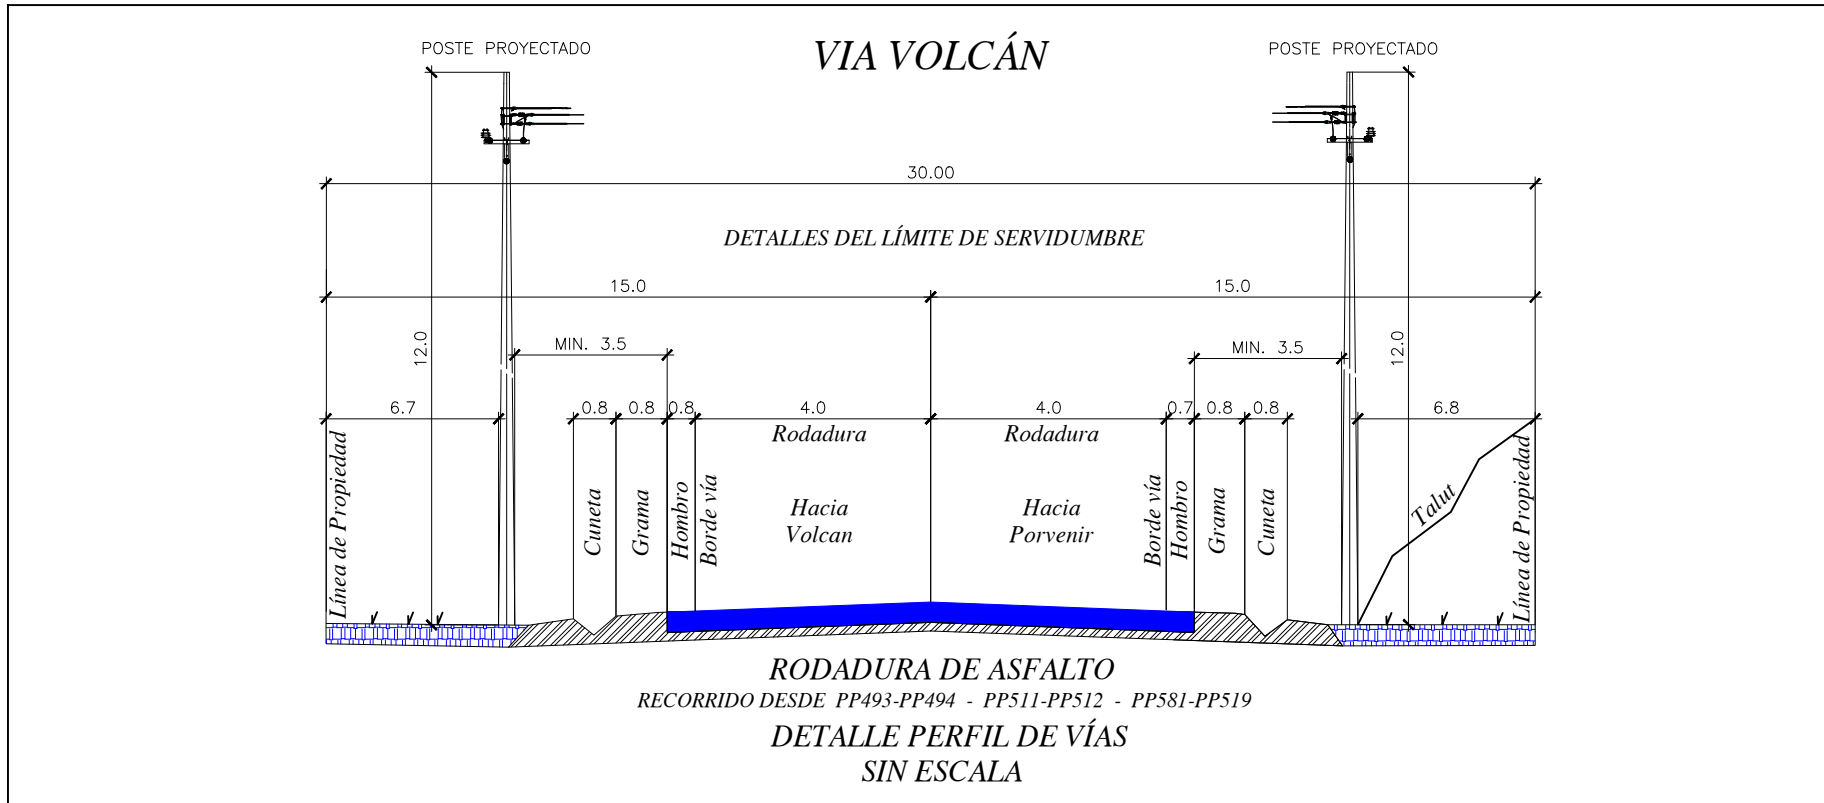 VIA VOLCÁN
POSTE PROYECTADO
POSTE PROYECTADO
30.00
DETALLES DEL LÍMITE DE SERVIDUMBRE
15.0
15.0
12.0
MIN. 3.5
MIN. 3.5
12.0
6.7
0.8
0.8
0.8
4.0
4.0
0.7
0.8
0.8
6.8
Rodadura
Rodadura
Línea de Propiedad
Cuneta
Grama
Hombro
Borde vía
Hacia
Volcan
Hacia
Porvenir
Borde vía
Hombro
Grama
Cuneta
Talut
Línea de Propiedad
RODADURA DE ASFALTO
RECORRIDO DESDE PP493-PP494 - PP511-PP512 - PP581-PP519
DETALLE PERFIL DE VÍAS
SIN ESCALA